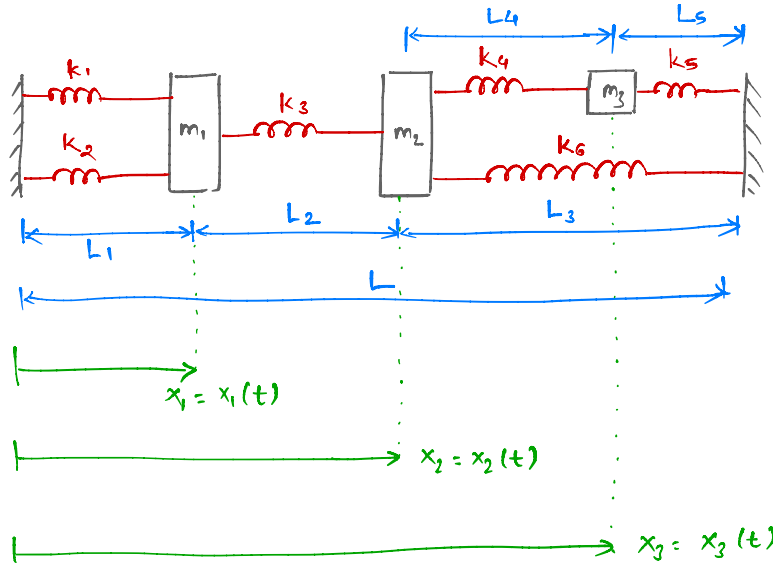 L4 L5
k1 k4 k5
k3 m3
m1 m2
k2 k6
L1 L2 L3
L
x1 = x1(t)
x2 = x2(t)
x3 = x3(t)